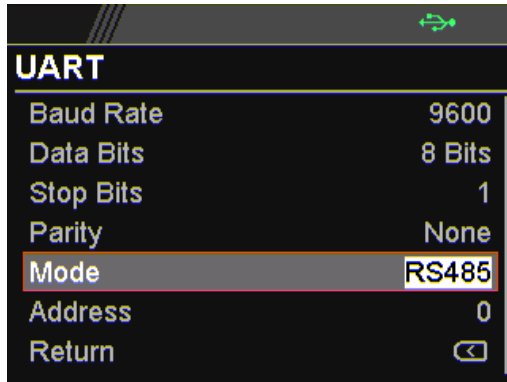 UART
Baud Rate 9600
Data Bits 8 Bits
Stop Bits 1
Parity None
Mode RS485
Address 0
Return